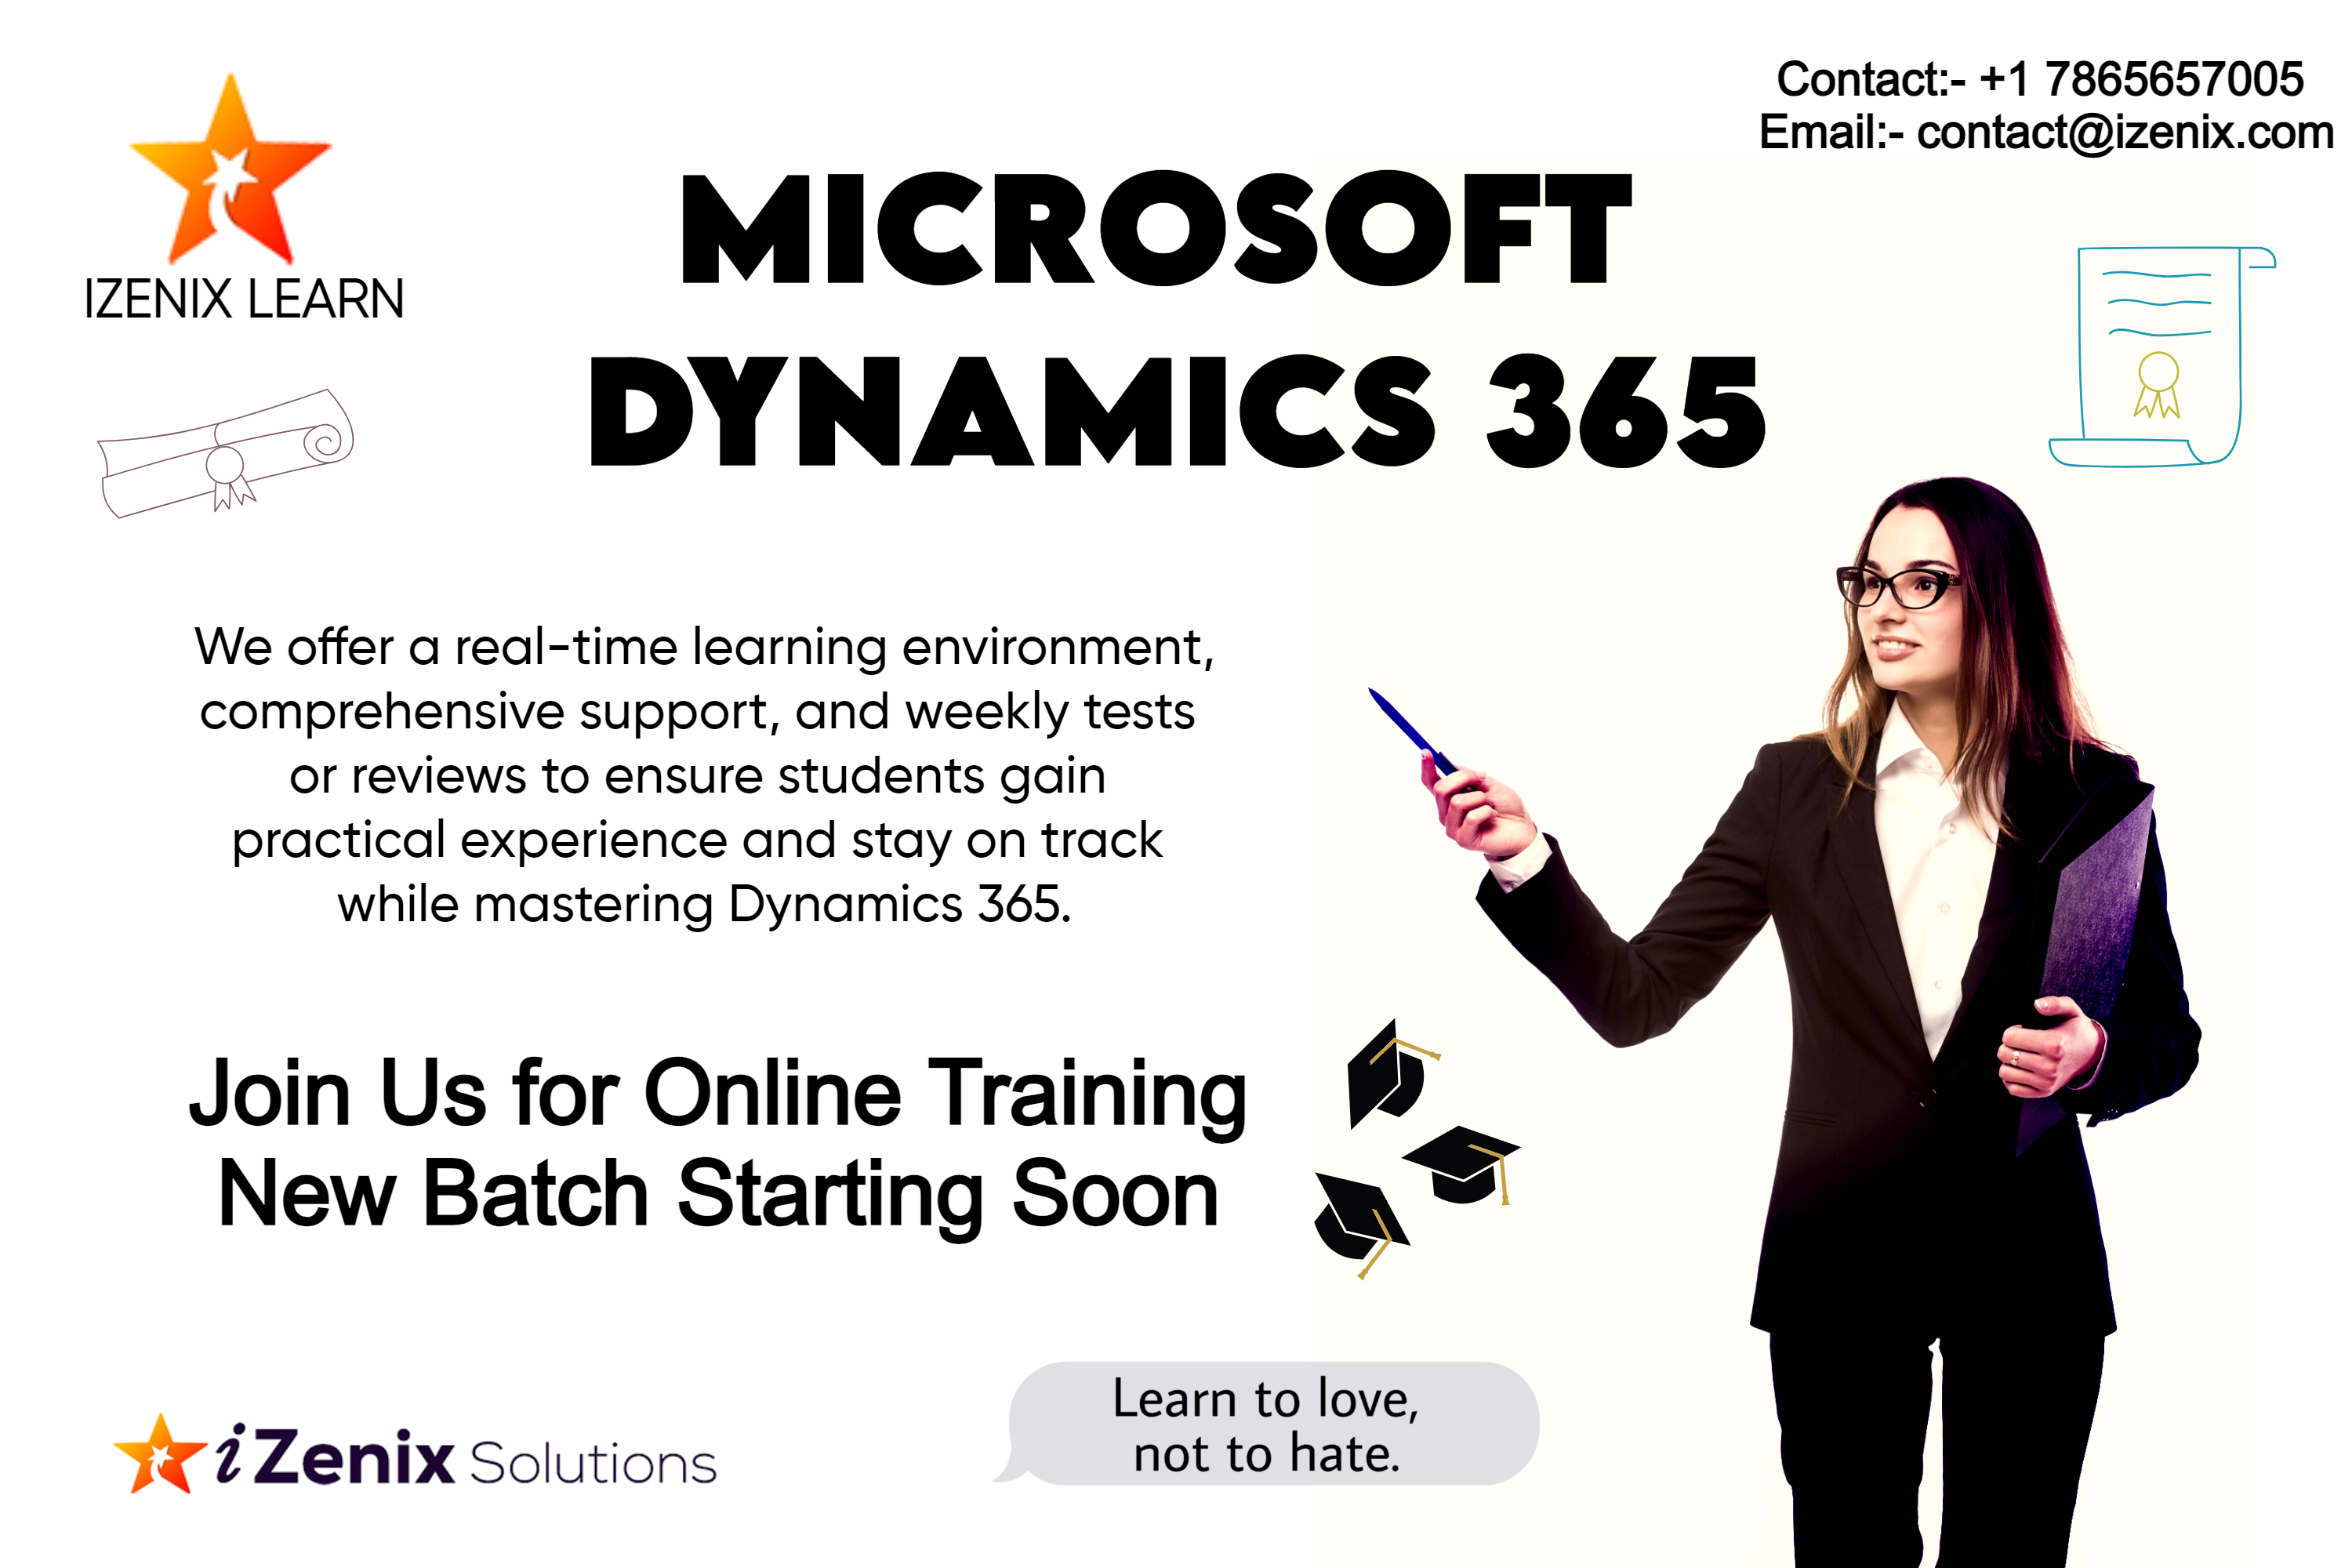 Contact:- +1 7865657005
Email:- contact@izenix.com
IZENIX LEARN
MICROSOFT
DYNAMICS 365
We offer a real-time learning environment,
comprehensive support, and weekly tests
or reviews to ensure students gain
practical experience and stay on track
while mastering Dynamics 365.
Join Us for Online Training
New Batch Starting Soon
iZenix Solutions
Learn to love,
not to hate.